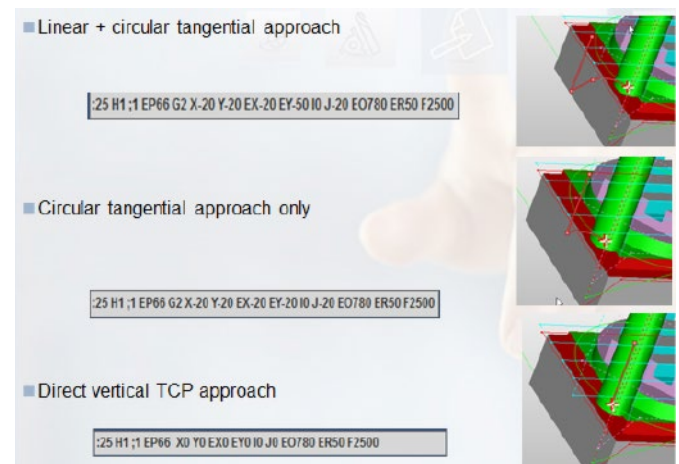 Linear + circular tangential approach
:25 H1 ;1 EP66 G2 X-20 Y-20 EX-20 EY-50 I0 J-20 EO780 ER50 F2500
Circular tangential approach only
:25 H1 ;1 EP66 G2 X-20 Y-20 EX-20 EY-20 I0 J-20 EO780 ER50 F2500
Direct vertical TCP approach
:25 H1 ;1 EP66 X0 Y0 EX0 EY0 I0 J0 EO780 ER50 F2500